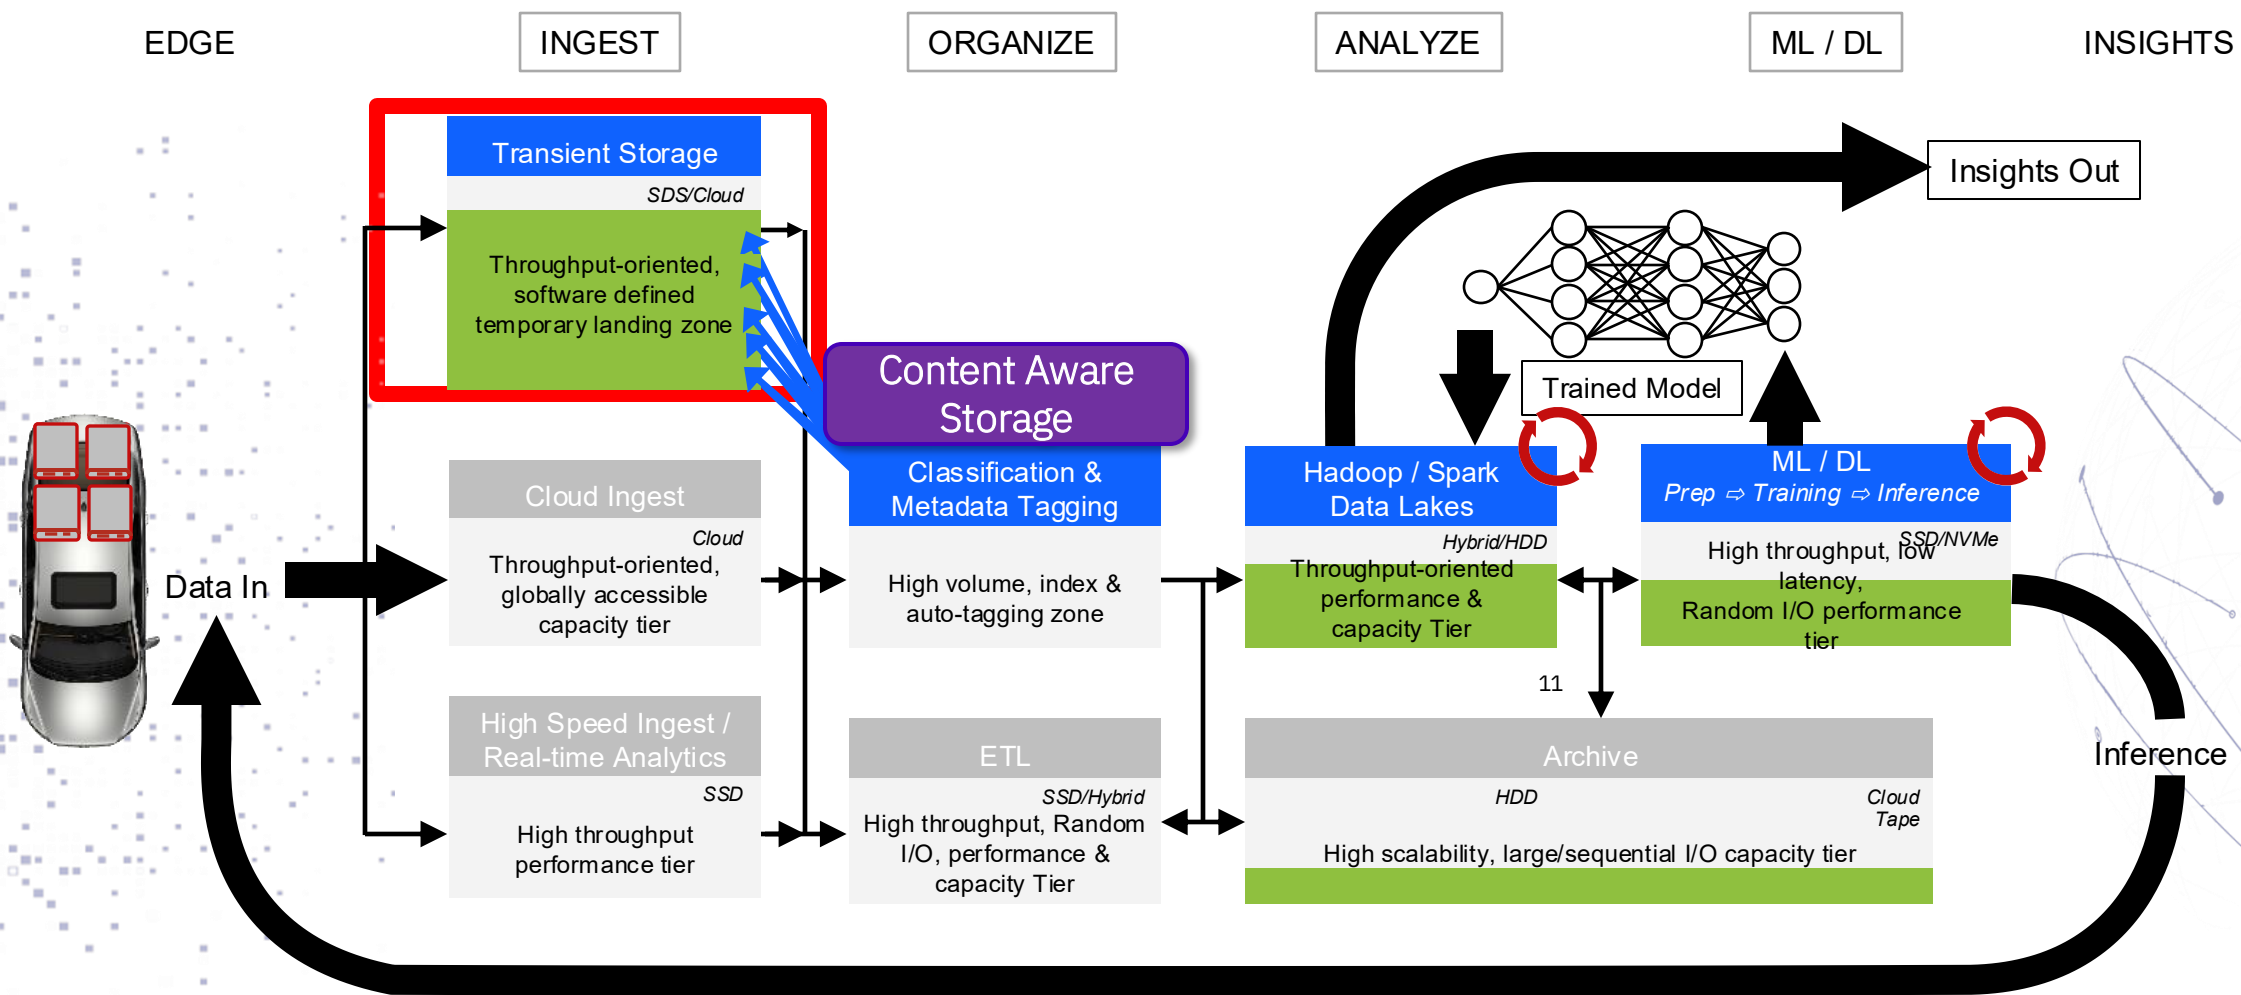 EDGE
INGEST
ORGANIZE
ANALYZE
ML / DL
INSIGHTS
Transient Storage
SDS/Cloud
Throughput-oriented,
software defined
temporary landing zone
Content Aware
Storage
Insights Out
Trained Model
Data In
Cloud Ingest
Cloud
Throughput-oriented,
globally accessible
capacity tier
Classification &
Metadata Tagging
High volume, index &
auto-tagging zone
Hadoop / Spark
Data Lakes
Hybrid/HDD
Throughput-oriented
performance &
capacity Tier
ML / DL
Prep ⇨ Training ⇨ Inference
SSD/NVMe
High throughput, low
latency,
Random I/O performance
tier
11
High Speed Ingest /
Real-time Analytics
SSD
High throughput
performance tier
ETL
SSD/Hybrid
High throughput, Random
I/O, performance &
capacity Tier
Archive
HDD
Cloud
Tape
High scalability, large/sequential I/O capacity tier
Inference